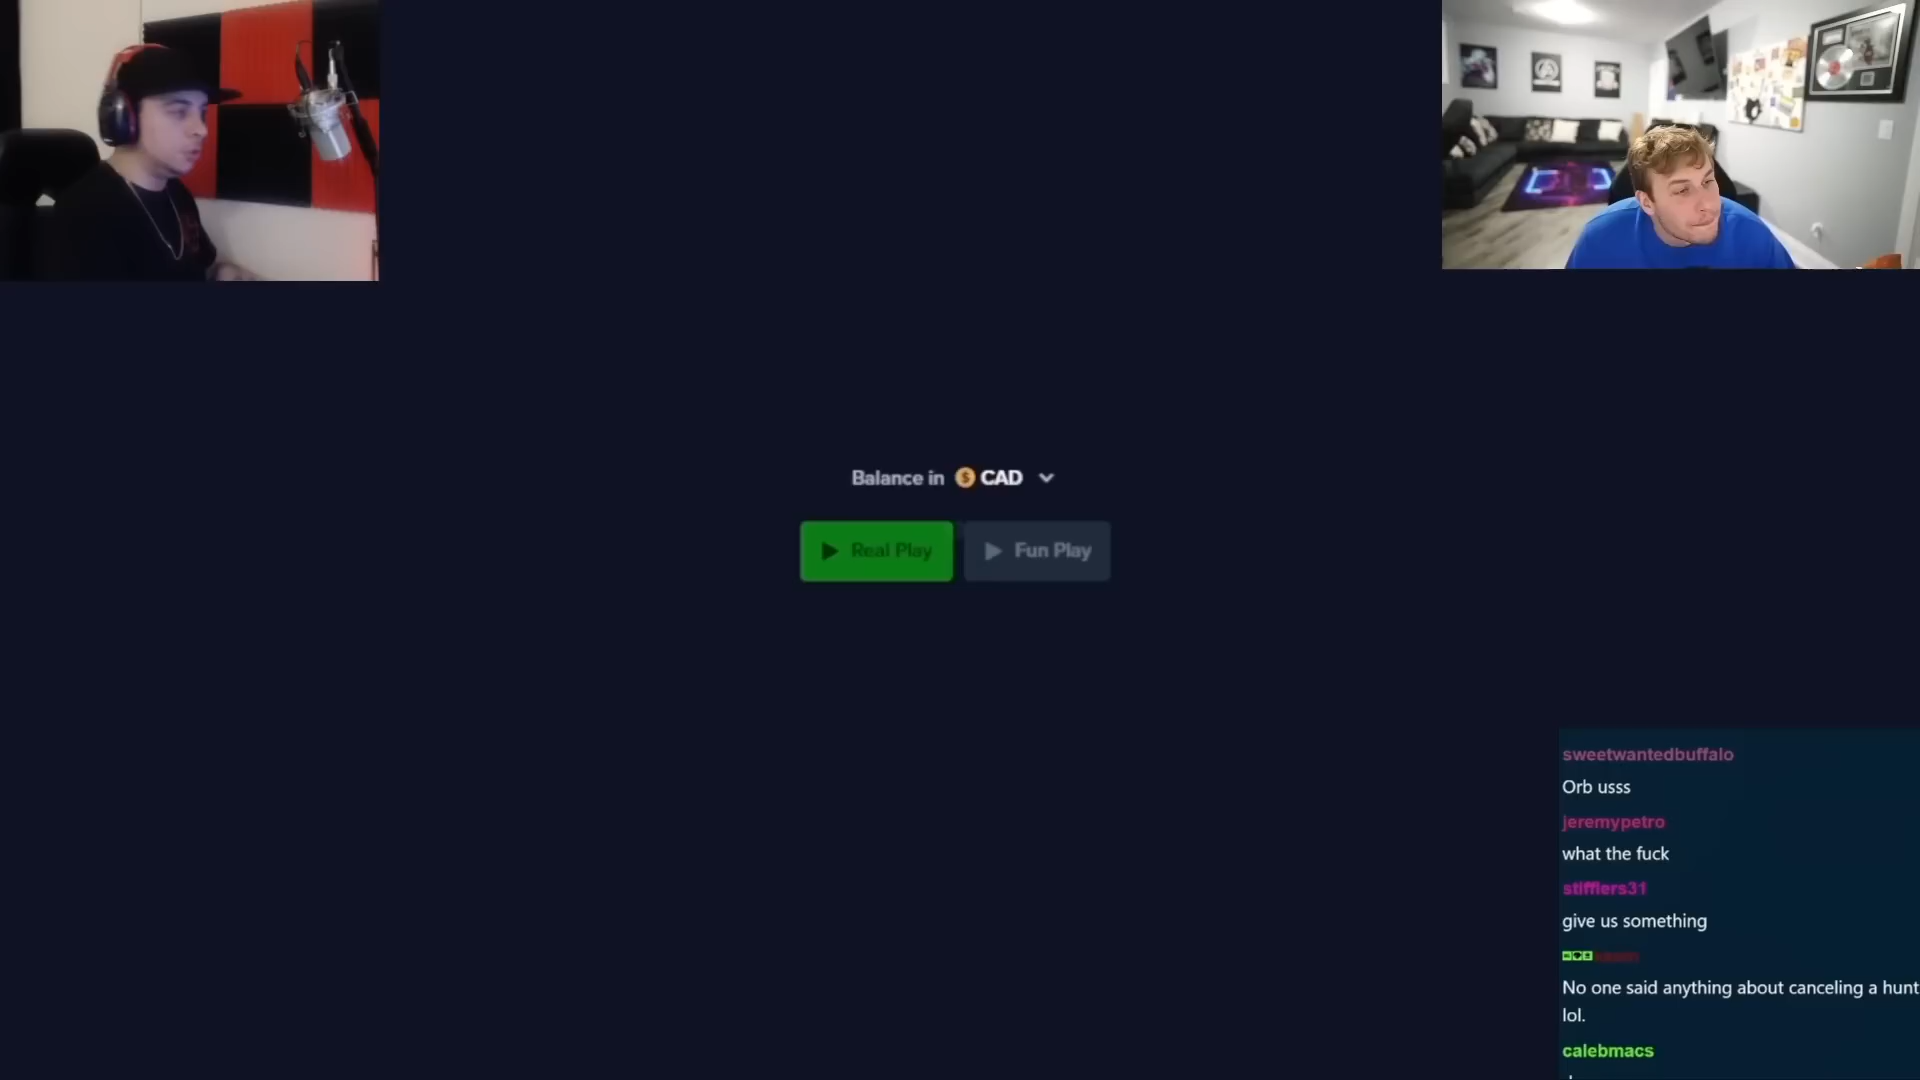 Balance in CAD
Real Play
Fun Play
sweetwantedbuffalo
Orb usss
jeremypetro
what the fuck
stifflers31
give us something
No one said anything about canceling a hunt
lol.
calebmacs